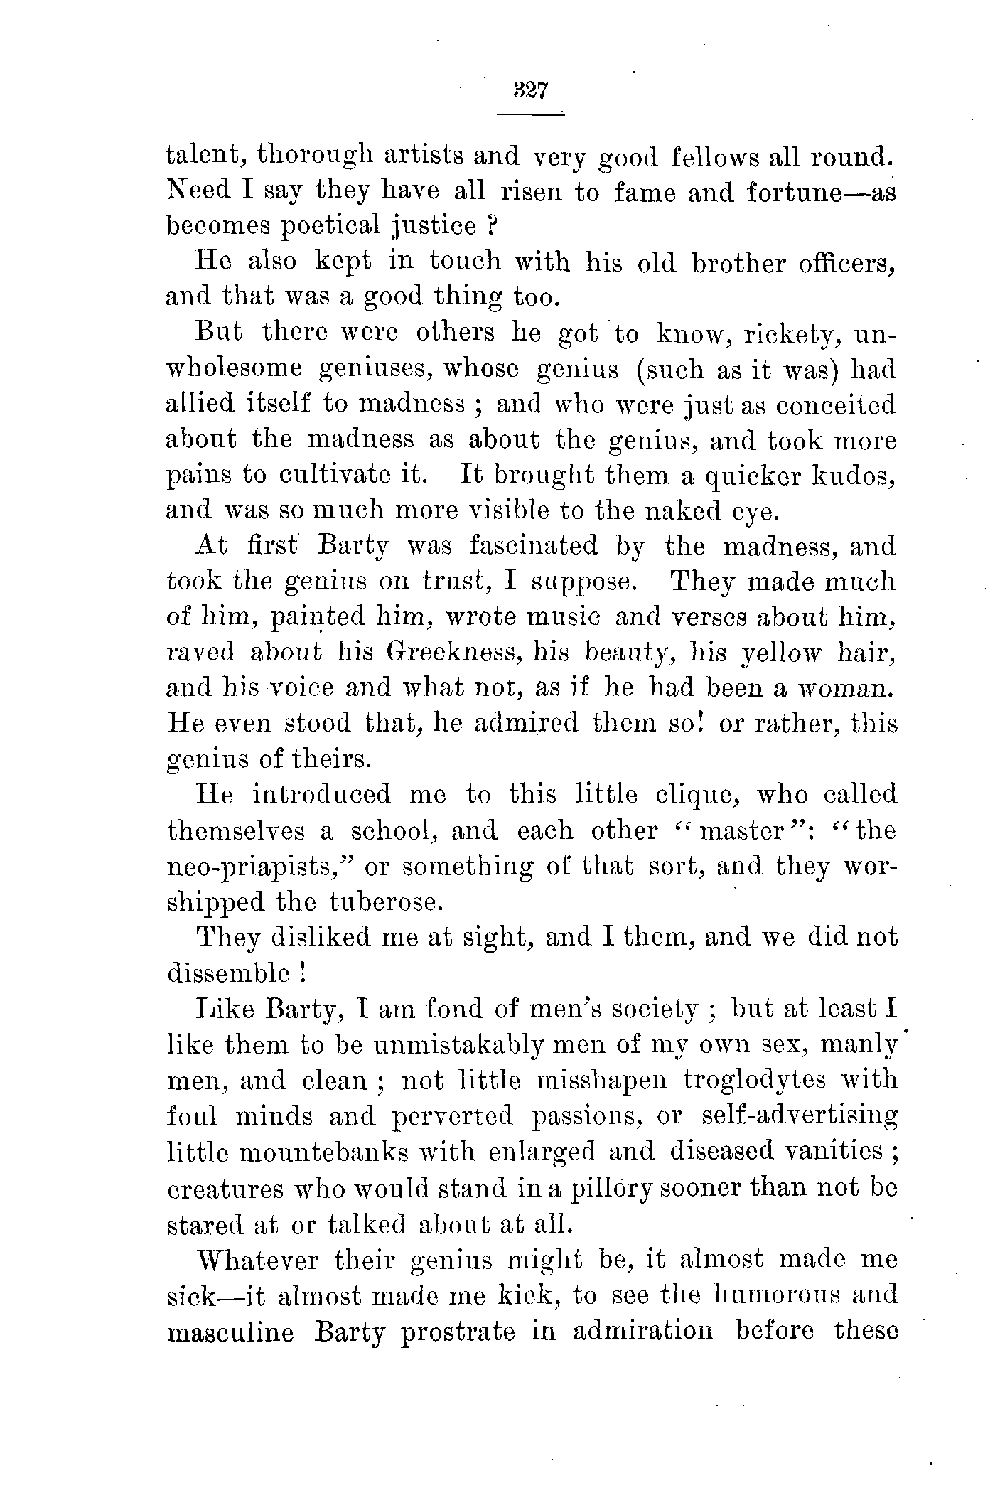 327
talent, thorough artists and very good fellows all round.
Need I say they have all risen to fame and fortune—as
becomes poetical justice ?
He also kept in touch with his old brother officers,
and that was a good thing too.
But there were others he got to know, rickety, un-
wholesome geniuses, whose genius (such as it was) had
allied itself to madness ; and who were just as conceited
about the madness as about the genius, and took more
pains to cultivate it. It brought them a quicker kudos,
and was so much more visible to the naked eye.
At first Barty was fascinated by the madness, and
took the genius on trust, I suppose. They made much
of him, painted him, wrote music and verses about him,
raved about his Greekness, his beauty, his yellow hair,
and his voice and what not, as if he had been a woman.
He even stood that, he admired them so! or rather, this
genius of theirs.
He introduced me to this little clique, who called
themselves a school, and each other “master”: “the
neo-priapists,” or something of that sort, and they wor-
shipped the tuberose.
They disliked me at sight, and I them, and we did not
dissemble !
Like Barty, I am fond of men's society ; but at least I
like them to be unmistakably men of my own sex, manly
men, and clean ; not little misshapen troglodytes with
foul minds and perverted passions, or self-advertising
little mountebanks with enlarged and diseased vanities ;
creatures who would stand in a pillory sooner than not be
stared at or talked about at all.
Whatever their genius might be, it almost made me
sick—it almost made me kick, to see the humorous and
masculine Barty prostrate in admiration before these